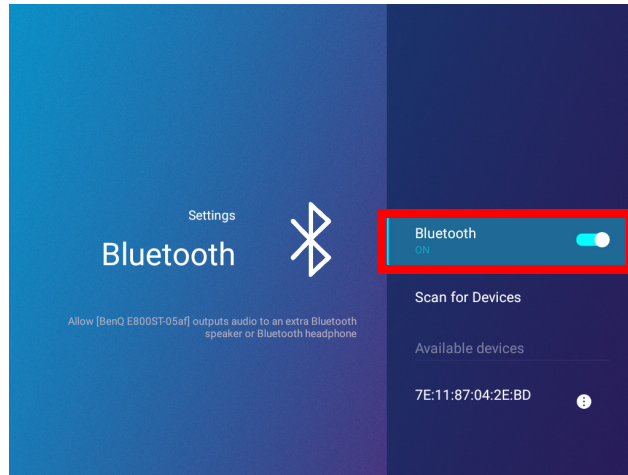 Settings
Bluetooth
Allow [BenQ E800ST-05af] outputs audio to an extra Bluetooth
speaker or Bluetooth headphone
Bluetooth
ON
Scan for Devices
Available devices
7E:11:87:04:2E:BD